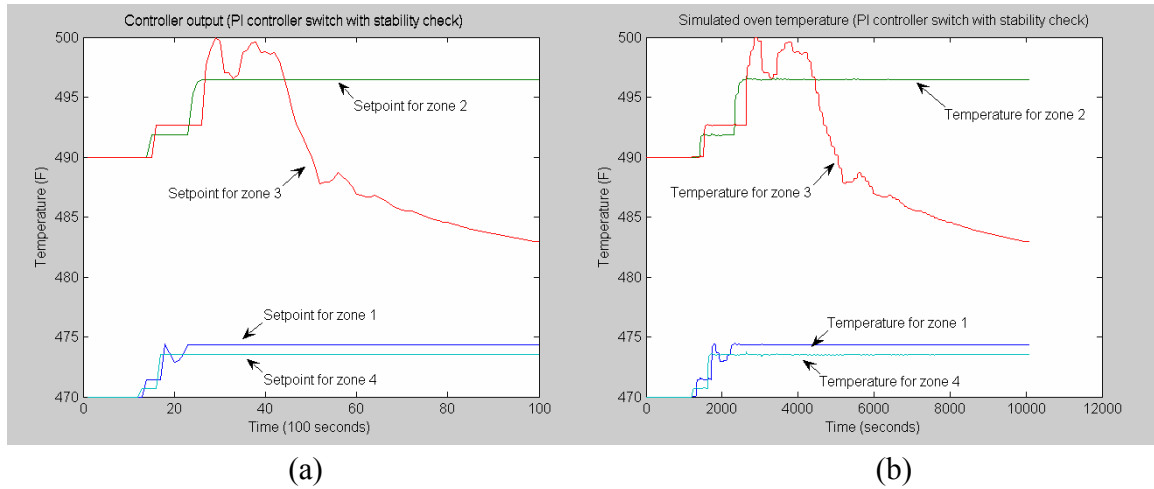 Controller output (PI controller switch with stability check)
Temperature (F)
500
495
490
485
480
475
470
Setpoint for zone 2
Setpoint for zone 3
Setpoint for zone 1
Setpoint for zone 4
0
20
40
60
80
100
Time (100 seconds)
(a)
Simulated oven temperature (PI controller switch with stability check)
Temperature (F)
500
495
490
485
480
475
470
Temperature for zone 2
Temperature for zone 3
Temperature for zone 1
Temperature for zone 4
0
2000
4000
6000
8000
10000
12000
Time (seconds)
(b)